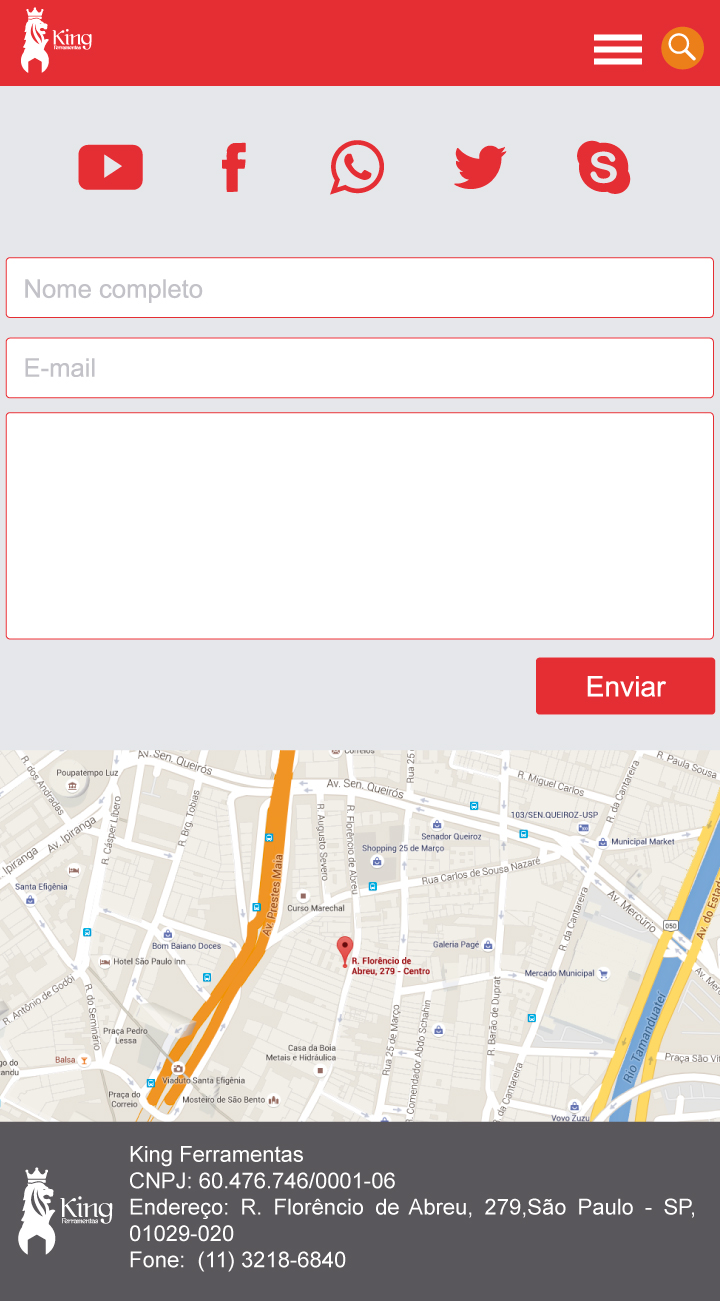 King
Ferramentas
S
Nome completo
E-mail
Enviar
Av. Sen. Queirós
Correios
Rua 25
R. Paula Sousa
R. dos Andradas
Poupatempo Luz
Av. Sen. Queirós
R. Miguel Carlos
R. da Cantareira
R. Cásper Líbero
R. Brg. Tobias
R. Augusto Severo
R. Florêncio de Abreu
103/SEN.QUEIROZ-USP
Av. Ipiranga
Senador Queiroz
Municipal Market
Ipiranga
Shopping 25 de Março
Rua Carlos de Sousa Nazaré
Av. Prestes Maia
Santa Efigênia
Curso Marechal
Av. Mercúrio
R. da Cantareira
Av. do Estado
050
Bom Baiano Doces
Galeria Pagé
Hotel São Paulo Inn
R. Florêncio de
Abreu, 279 - Centro
Mercado Municipal
Av. Mer
R. Antônio de Godói
R. do Seminário
R. Barão de Duprat
Rua 25 de Março
R. Comendador Abdo Schahin
Rio Tamanduateí
Praça Pedro
Lessa
Casa da Boia
Metais e Hidráulica
Balsa
go do
andu
Praça São Vit
Viaduto Santa Efigênia
R. da Cantareira
Praça do
Correio
Mosteiro de São Bento
Vovo Zuzu
King
Ferramentas
King Ferramentas
CNPJ: 60.476.746/0001-06
Endereço: R. Florêncio de Abreu, 279,São Paulo - SP,
01029-020
Fone:  (11) 3218-6840